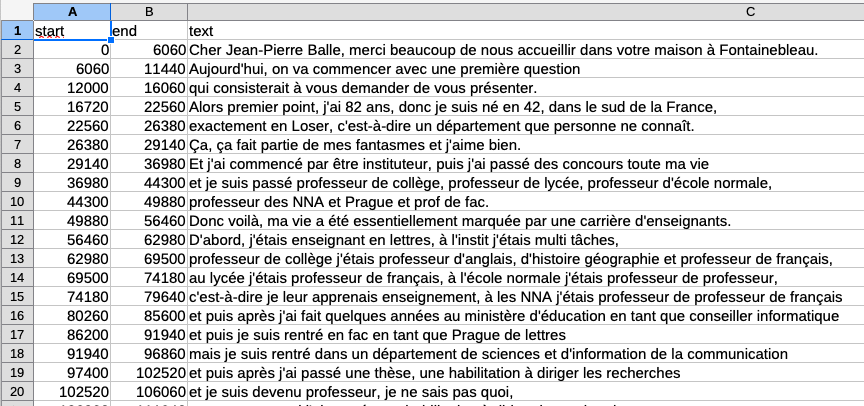 A B C
1 start end text
2 0 6060 Cher Jean-Pierre Balle, merci beaucoup de nous accueillir dans votre maison à Fontainebleau.
3 6060 11440 Aujourd'hui, on va commencer avec une première question
4 12000 16060 qui consisterait à vous demander de vous présenter.
5 16720 22560 Alors premier point, j'ai 82 ans, donc je suis né en 42, dans le sud de la France,
6 22560 26380 exactement en Loser, c'est-à-dire un département que personne ne connaît.
7 26380 29140 Ça, ça fait partie de mes fantasmes et j'aime bien.
8 29140 36980 Et j'ai commencé par être instituteur, puis j'ai passé des concours toute ma vie
9 36980 44300 et je suis passé professeur de collège, professeur de lycée, professeur d'école normale,
10 44300 49880 professeur des NNA et Prague et prof de fac.
11 49880 56460 Donc voilà, ma vie a été essentiellement marquée par une carrière d'enseignants.
12 56460 62980 D'abord, j'étais enseignant en lettres, à l'instit j'étais multi tâches,
13 62980 69500 professeur de collège j'étais professeur d'anglais, d'histoire géographie et professeur de français,
14 69500 74180 au lycée j'étais professeur de français, à l'école normale j'étais professeur de professeur,
15 74180 79640 c'est-à-dire je leur apprenais enseignement, à les NNA j'étais professeur de professeur de français
16 80260 85600 et puis après j'ai fait quelques années au ministère d'éducation en tant que conseiller informatique
17 86200 91940 et puis je suis rentré en fac en tant que Prague de lettres
18 91940 96860 mais je suis rentré dans un département de sciences et d'information de la communication
19 97400 102520 et puis après j'ai passé une thèse, une habilitation à diriger les recherches
20 102520 106060 et je suis devenu professeur, je ne sais pas quoi,